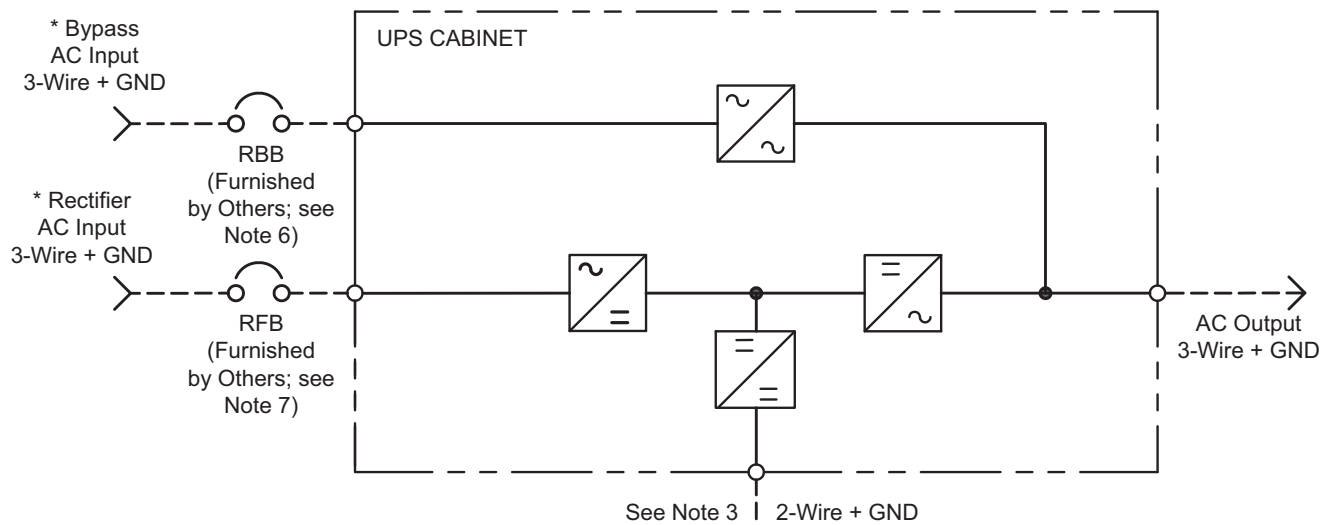 * Bypass
AC Input
3-Wire + GND
UPS CABINET
RBB
(Furnished
by Others; see
Note 6)
* Rectifier
AC Input
3-Wire + GND
RFB
(Furnished
by Others; see
Note 7)
AC Output
3-Wire + GND
See Note 3
2-Wire + GND